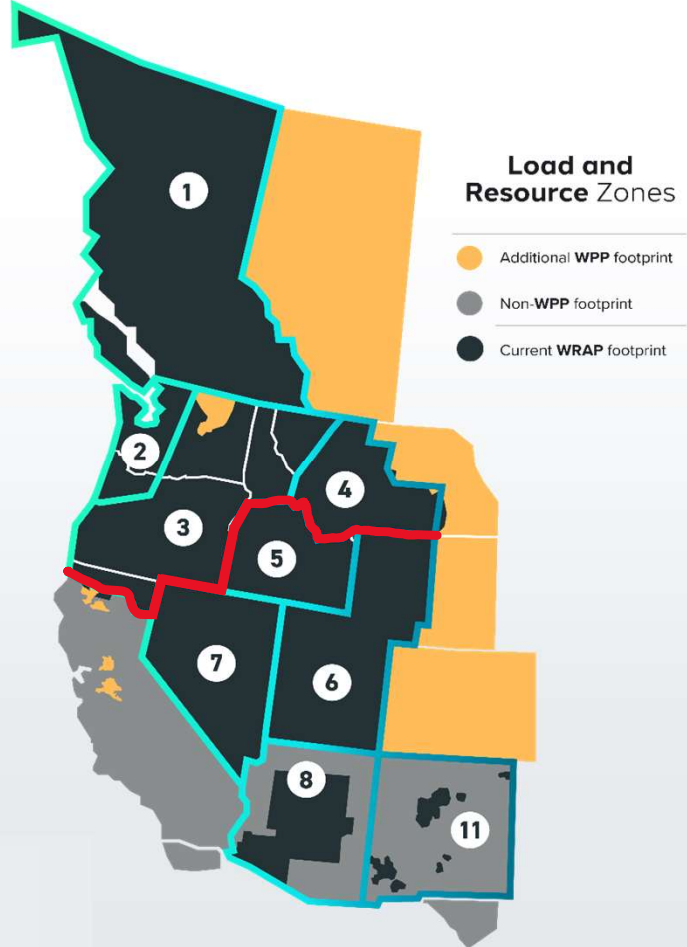 Load and
Resource Zones
Additional WPP footprint
Non-WPP footprint
Current WRAP footprint
1
2
3
4
5
6
7
8
11